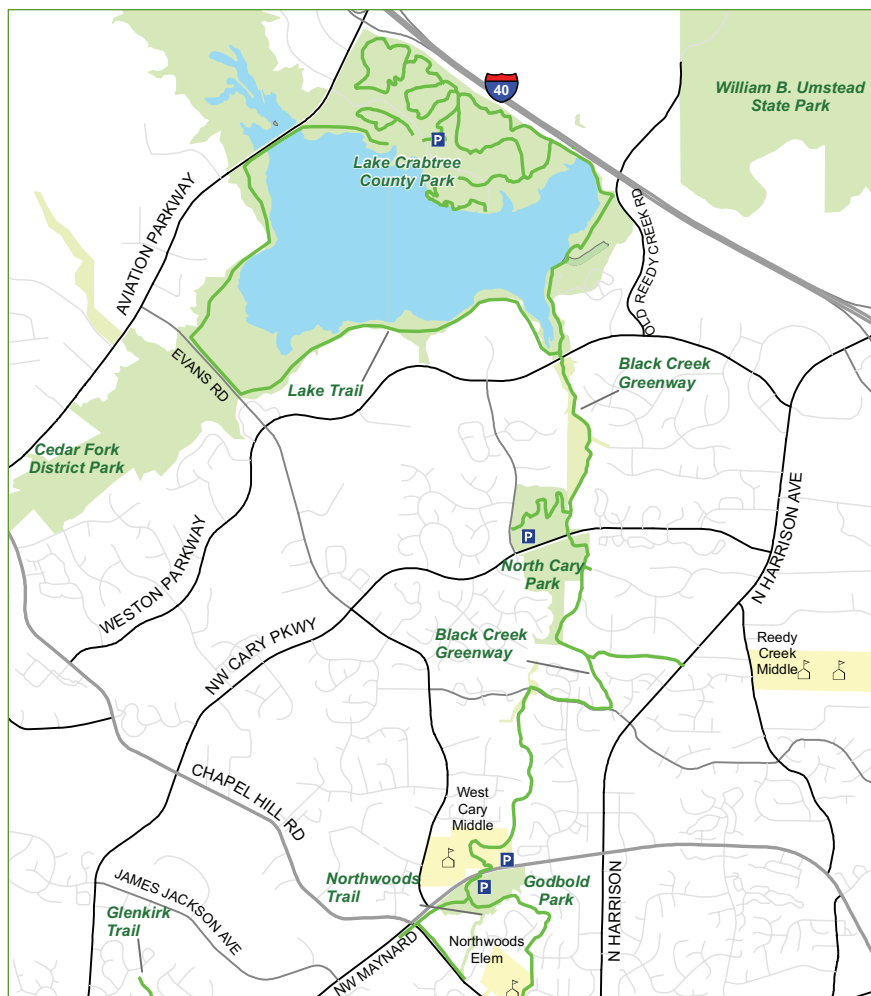 40
William B. Umstead
State Park
P
Lake Crabtree
County Park
AVIATION PARKWAY
OLD REEDY CREEK RD
EVANS RD
Lake Trail
Black Creek
Greenway
Cedar Fork
District Park
N HARRISON AVE
WESTON PARKWAY
P
North Cary
Park
NW CARY PKWY
Black Creek
Greenway
Reedy
Creek
Middle
CHAPEL HILL RD
West
Cary
Middle
P
Northwoods
Trail
P
Godbold
Park
JAMES JACKSON AVE
Glenkirk
Trail
N HARRISON
NW MAYNARD
Northwoods
Elem